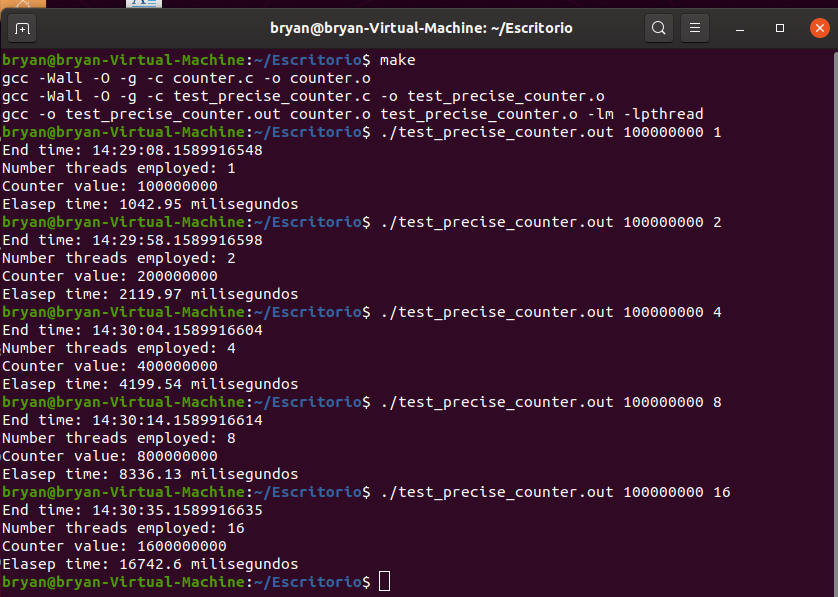 bryan@bryan-Virtual-Machine: ~/Escritorio
bryan@bryan-Virtual-Machine:~/Escritorio$ make
gcc -Wall -O -g -c counter.c -o counter.o
gcc -Wall -O -g -c test_precise_counter.c -o test_precise_counter.o
gcc -o test_precise_counter.out counter.o test_precise_counter.o -lm -lpthread
bryan@bryan-Virtual-Machine:~/Escritorio$ ./test_precise_counter.out 100000000 1
End time: 14:29:08.1589916548
Number threads employed: 1
Counter value: 100000000
Elasep time: 1042.95 milisegundos
bryan@bryan-Virtual-Machine:~/Escritorio$ ./test_precise_counter.out 100000000 2
End time: 14:29:58.1589916598
Number threads employed: 2
Counter value: 200000000
Elasep time: 2119.97 milisegundos
bryan@bryan-Virtual-Machine:~/Escritorio$ ./test_precise_counter.out 100000000 4
End time: 14:30:04.1589916604
Number threads employed: 4
Counter value: 400000000
Elasep time: 4199.54 milisegundos
bryan@bryan-Virtual-Machine:~/Escritorio$ ./test_precise_counter.out 100000000 8
End time: 14:30:14.1589916614
Number threads employed: 8
Counter value: 800000000
Elasep time: 8336.13 milisegundos
bryan@bryan-Virtual-Machine:~/Escritorio$ ./test_precise_counter.out 100000000 16
End time: 14:30:35.1589916635
Number threads employed: 16
Counter value: 1600000000
Elasep time: 16742.6 milisegundos
bryan@bryan-Virtual-Machine:~/Escritorio$